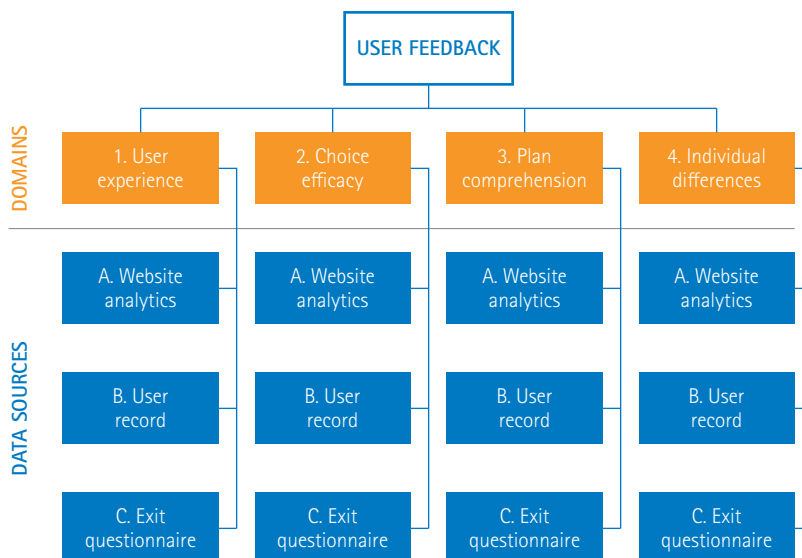 USER FEEDBACK
DOMAINS
1. User
experience
2. Choice
efficacy
3. Plan
comprehension
4. Individual
differences
DATA SOURCES
A. Website
analytics
A. Website
analytics
A. Website
analytics
A. Website
analytics
B. User
record
B. User
record
B. User
record
B. User
record
C. Exit
questionnaire
C. Exit
questionnaire
C. Exit
questionnaire
C. Exit
questionnaire